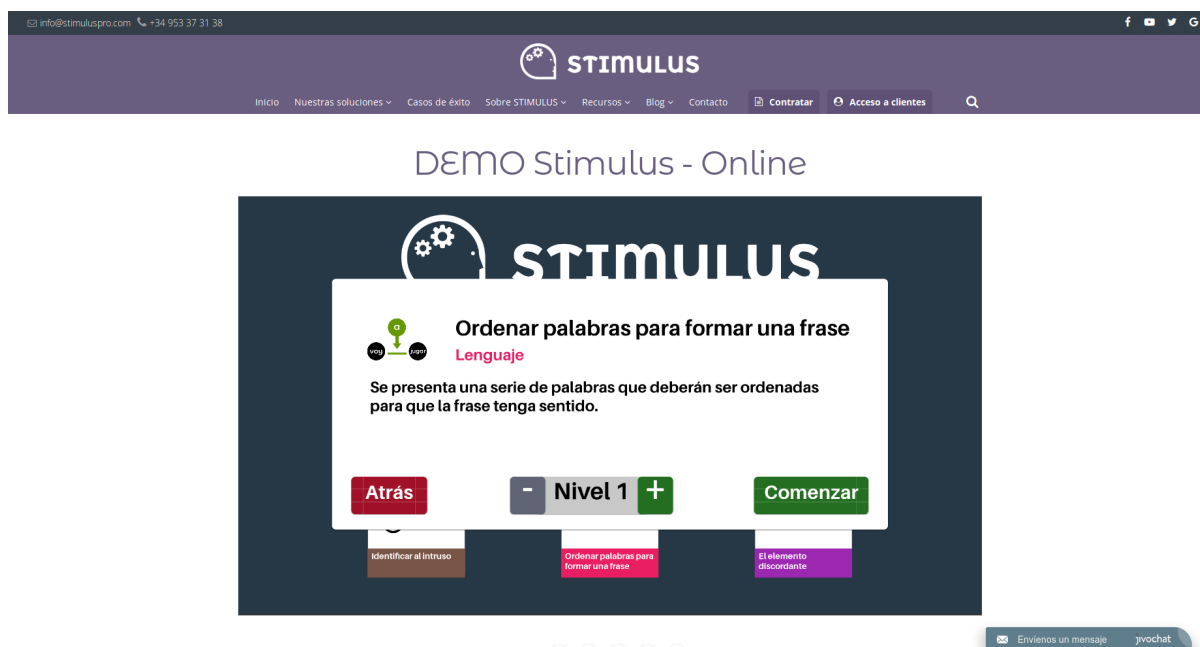 info@stimuluspro.com +34 953 37 31 38
STIMULUS
Inicio Nuestras soluciones Casos de éxito Sobre STIMULUS Recursos Blog Contacto Contratar Acceso a clientes
DEMO Stimulus - Online
STIMULUS
a
voy jugar
Ordenar palabras para formar una frase
Lenguaje
Se presenta una serie de palabras que deberán ser ordenadas
para que la frase tenga sentido.
Atrás - Nivel 1 + Comenzar
Identificar al intruso
Ordenar palabras para
formar una frase
El elemento
discordante
Envíenos un mensaje jivochat